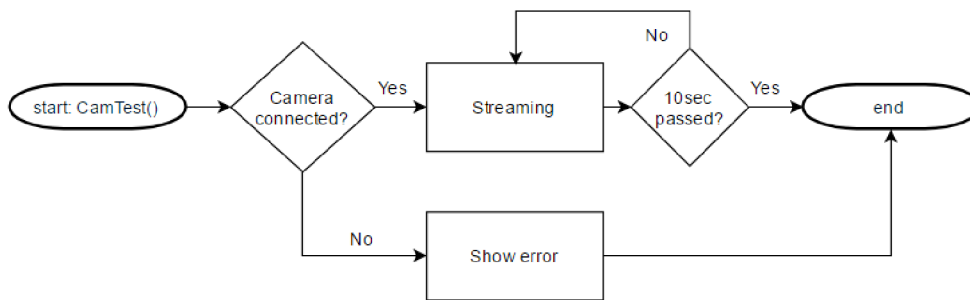 No
start: CamTest()
Camera
connected?
Yes
Streaming
10sec
passed?
Yes
end
No
Show error